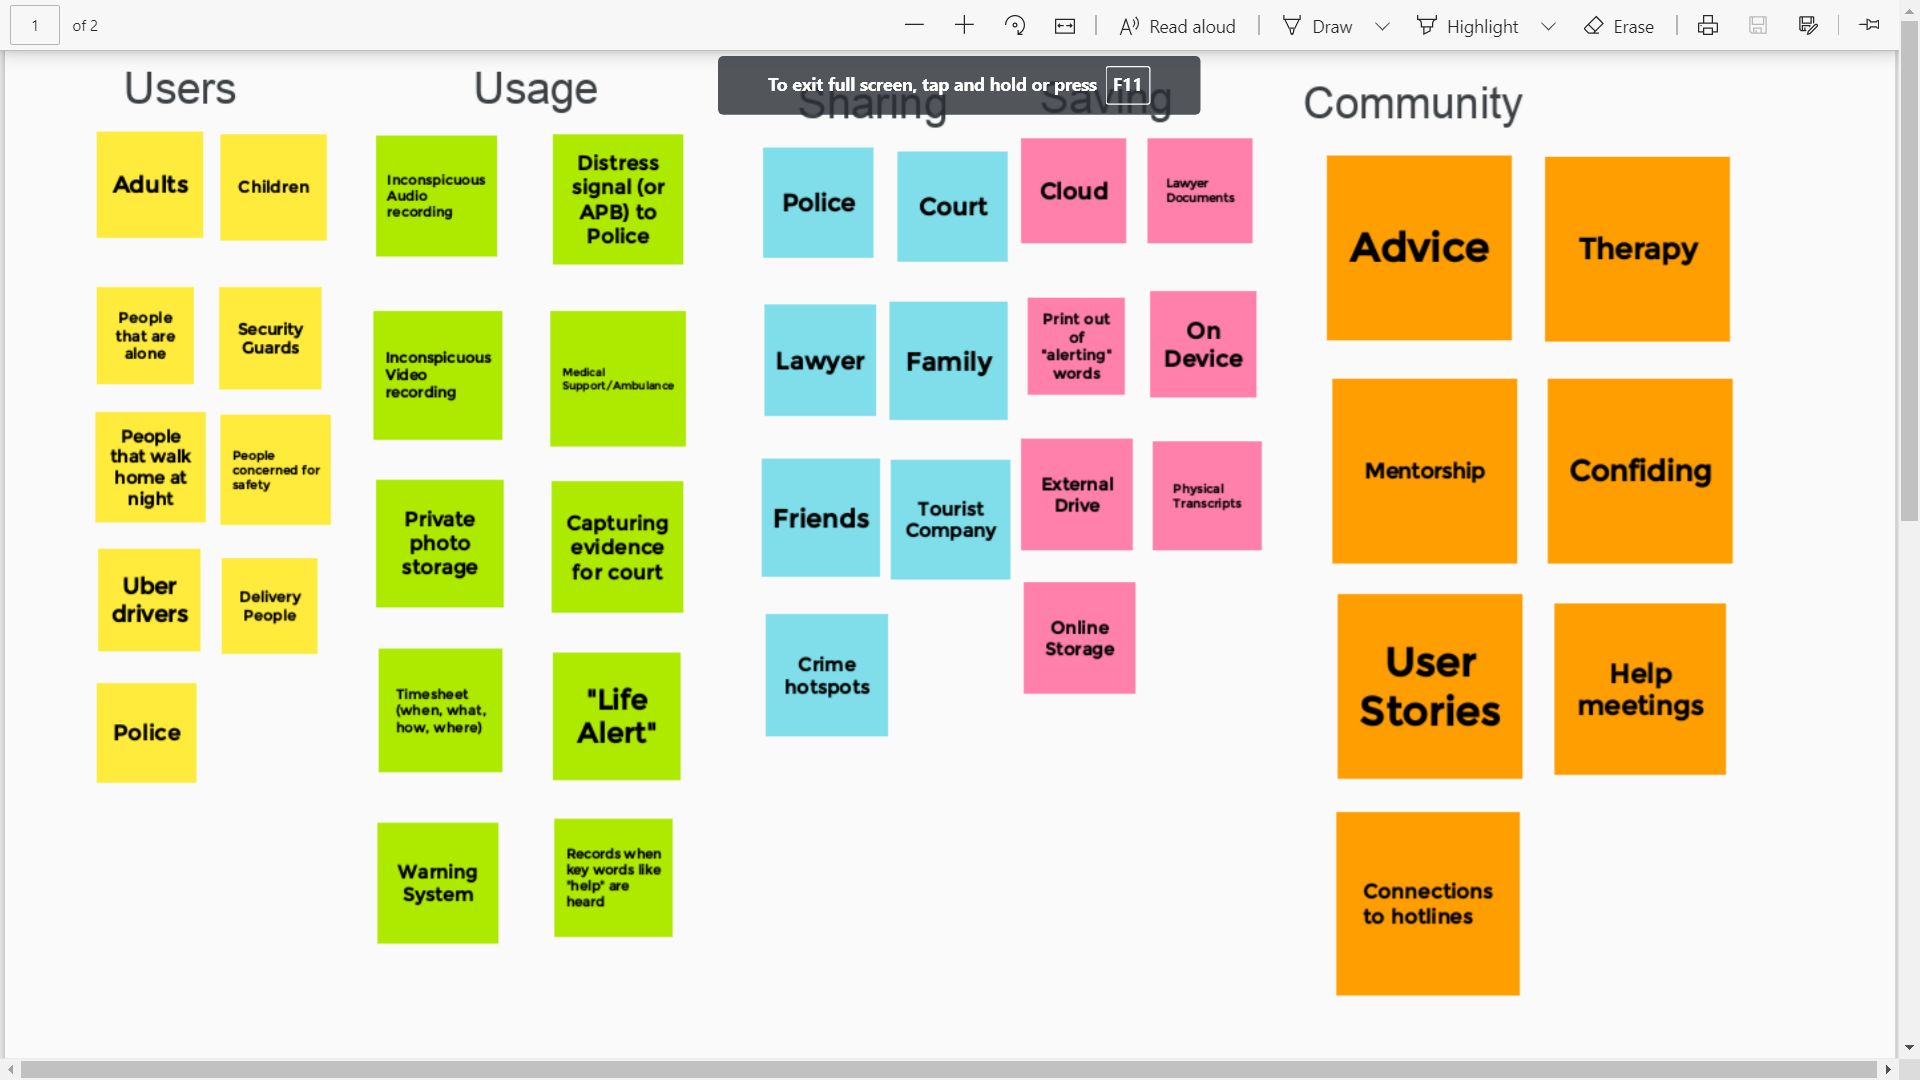 1 of 2
Read aloud
Draw
Highlight
Erase
To exit full screen, tap and hold or press F11
Users
Adults
Children
People
that are
alone
Security
Guards
People
that walk
home at
night
People
concerned for
safety
Uber
drivers
Delivery
People
Police
Usage
Inconspicuous
Audio
recording
Distress
signal (or
APB) to
Police
Inconspicuous
Video
recording
Medical
Support/Ambulance
Private
photo
storage
Capturing
evidence
for court
Timesheet
(when, what,
how, where)
"Life
Alert"
Warning
System
Records when
key words like
"help" are
heard
Sharing
Police
Court
Lawyer
Family
Friends
Tourist
Company
Crime
hotspots
Saving
Cloud
Lawyer
Documents
Print out
of
"alerting"
words
On
Device
External
Drive
Physical
Transcripts
Online
Storage
Community
Advice
Therapy
Mentorship
Confiding
User
Stories
Help
meetings
Connections
to hotlines